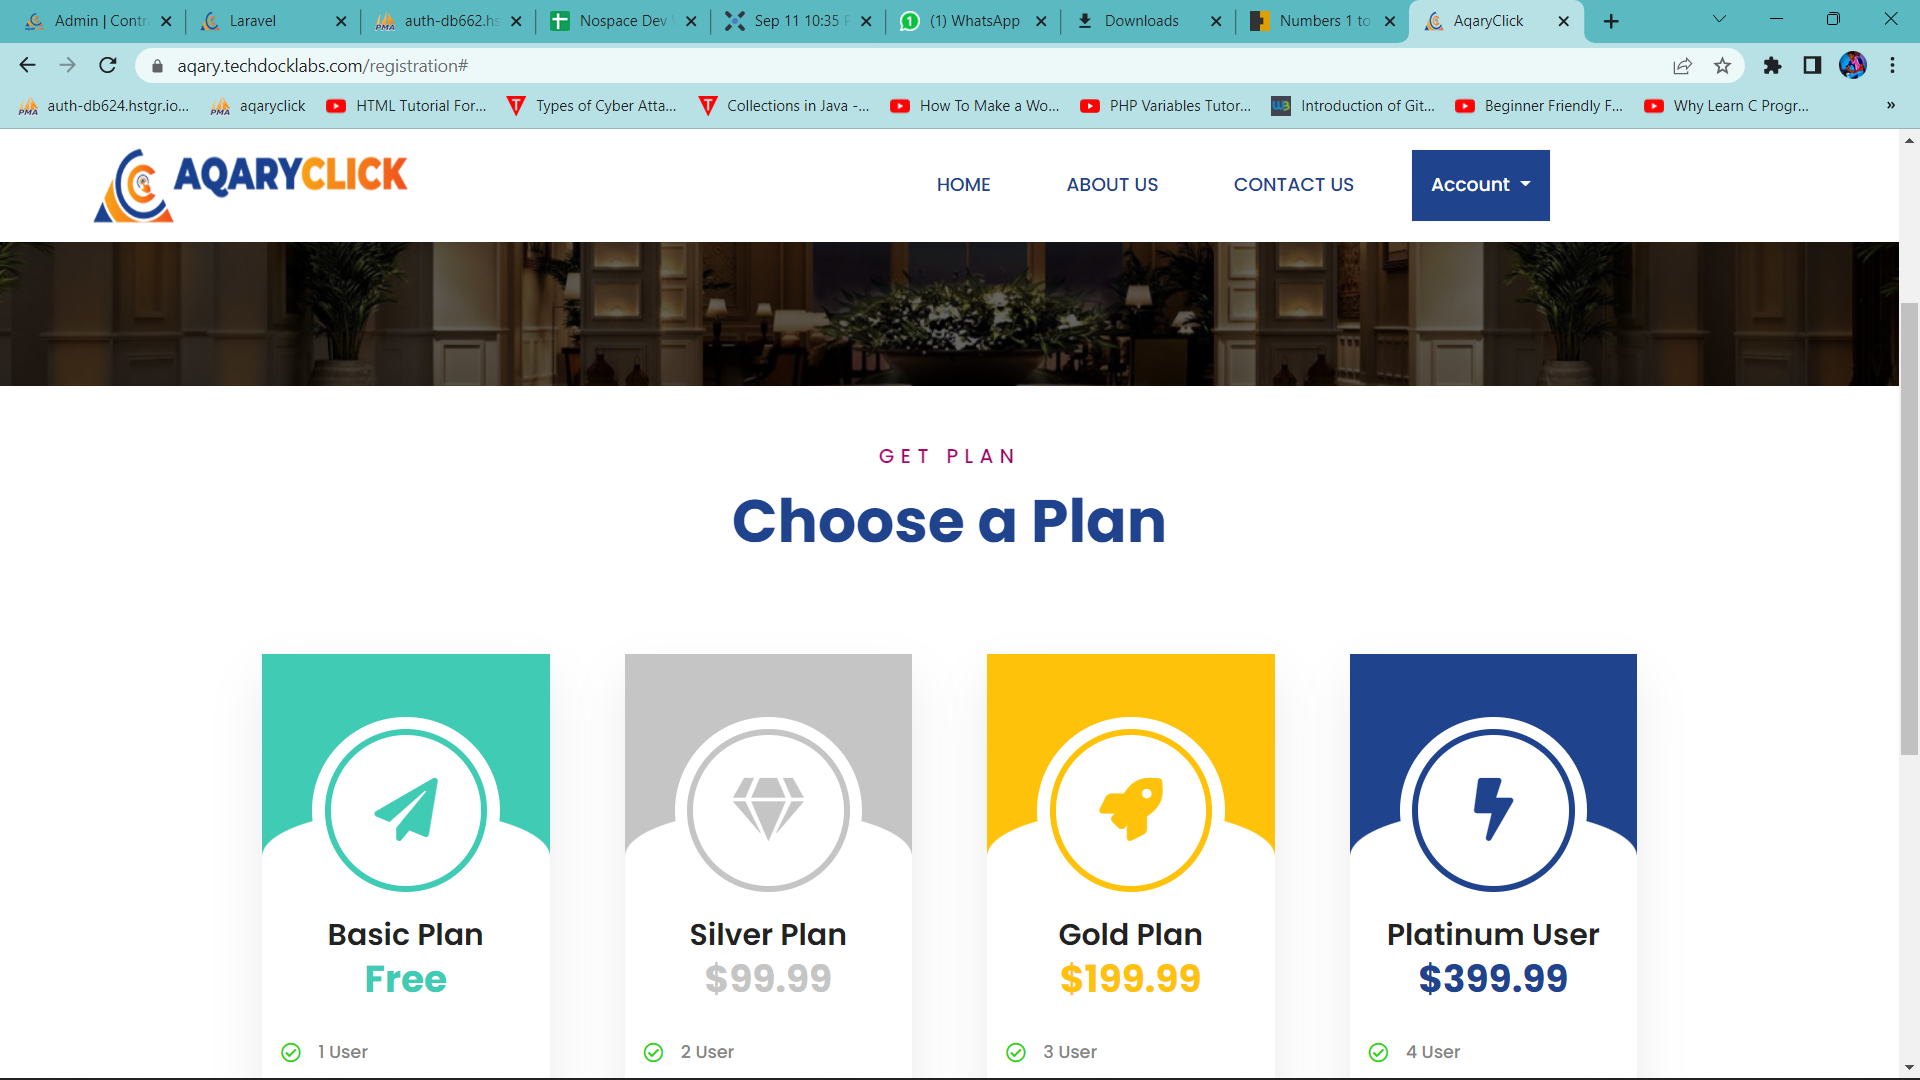 Admin | Contr
Laravel
auth-db662.hs
Nospace Dev
Sep 11 10:35
(1) WhatsApp
Downloads
Numbers 1 to
AqaryClick
aqary.techdocklabs.com/registration#
auth-db624.hstgr.io...
aqaryclick
HTML Tutorial For...
Types of Cyber Atta...
Collections in Java -...
How To Make a Wo...
PHP Variables Tutor...
Introduction of Git...
Beginner Friendly F...
Why Learn C Progr...
»
AQARYCLICK
HOME
ABOUT US
CONTACT US
Account
GET PLAN
Choose a Plan
Basic Plan
Free
1 User
Silver Plan
$99.99
2 User
Gold Plan
$199.99
3 User
Platinum User
$399.99
4 User